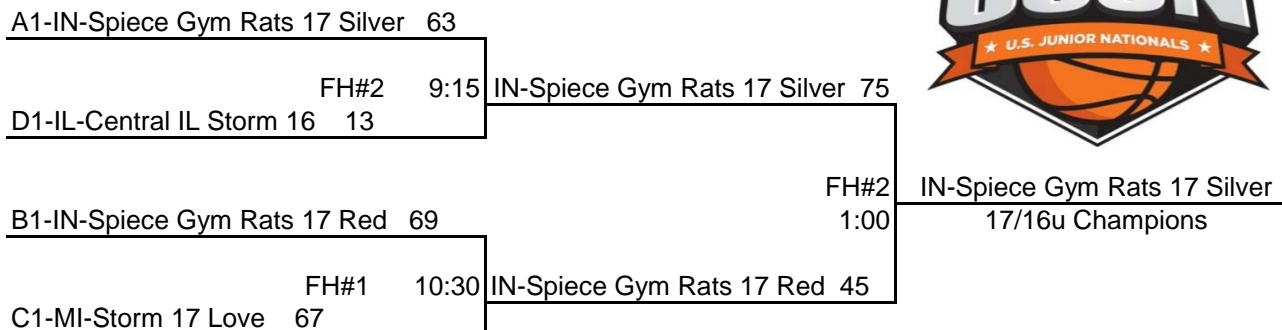 A1-IN-Spiece Gym Rats 17 Silver 63
U.S. JUNIOR NATIONALS
FH#2 9:15 IN-Spiece Gym Rats 17 Silver 75
D1-IL-Central IL Storm 16 13
FH#2 IN-Spiece Gym Rats 17 Silver
B1-IN-Spiece Gym Rats 17 Red 69 1:00 17/16u Champions
FH#1 10:30 IN-Spiece Gym Rats 17 Red 45
C1-MI-Storm 17 Love 67